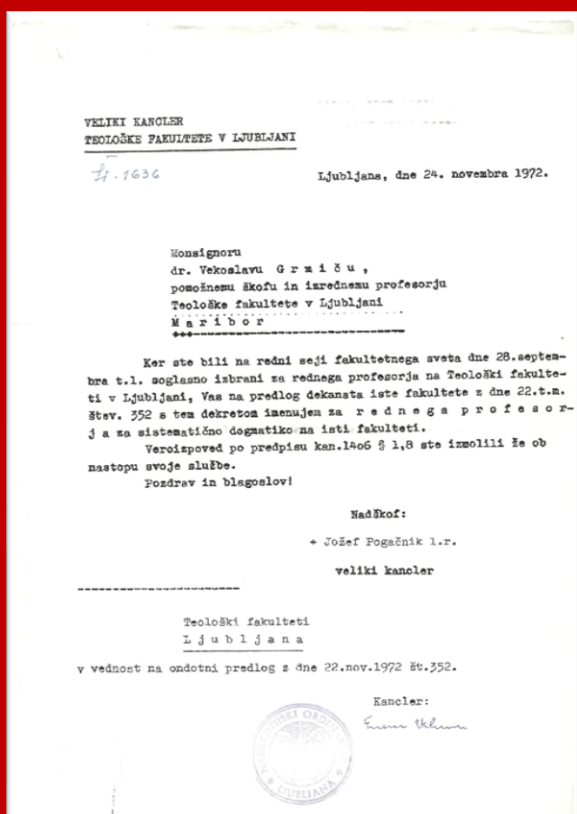 VELIKI KANCLER
TEOLOŠKE FAKULTETE V LJUBLJANI
1636
Ljubljana, dne 24. novembra 1972.
Monsignoru
dr. Vekoslavu G r m i č u ,
pomožnemu škofu in izrednemu profesorju
Teološke fakultete v Ljubljani
M a r i b o r
Ker ste bili na redni seji fakultetnega sveta dne 28.septem-
bra t.l. soglasno izbrani za rednega profesorja na Teološki fakulte-
ti v Ljubljani, Vas na predlog dekanata iste fakultete z dne 22.t.m.
štev. 352 s tem dekretom imenujem za r e d n e g a p r o f e s o r-
j a za sistematično dogmatiko na isti fakulteti.
Veroizpoved po predpisu kan.14o6 § 1,8 ste izmolili že ob
nastopu svoje službe.
Pozdrav in blagoslov!
Nadškof:
+ Jožef Pogačnik l.r.
veliki kancler
Teološki fakulteti
L j u b l j a n a
v vednost na ondotni predlog z dne 22.nov.1972 št.352.
Kancler:
LJUBLJANA